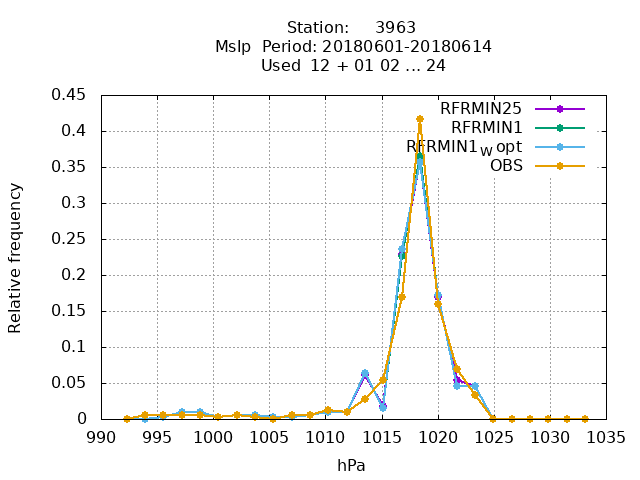 Station: 3963
Mslp Period: 20180601-20180614
Used 12 + 01 02 ... 24
Relative frequency
0.45
0.4
0.35
0.3
0.25
0.2
0.15
0.1
0.05
0
RFRMIN25
RFRMIN1
RFRMIN1W opt
OBS
990 995 1000 1005 1010 1015 1020 1025 1030 1035
hPa